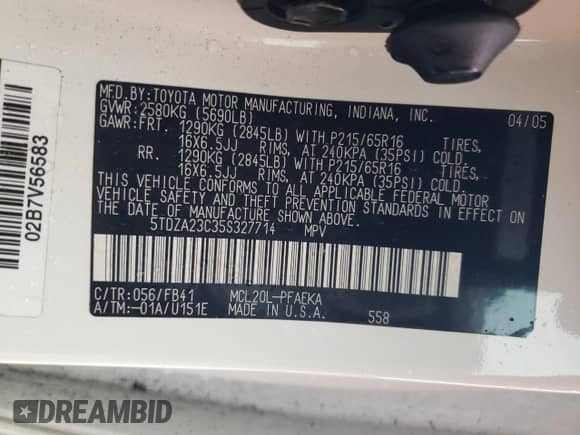 MFD.BY:TOYOTA MOTOR MANUFACTURING, INDIANA, INC. 04/05
GVWR: 2580KG (5690LB)
GAWR:FRT. 1290KG (2845LB) WITH P215/65R16 TIRES,
16X6.5JJ RIMS, AT 240KPA (35PSI) COLD.
RR. 1290KG (2845LB) WITH P215/65R16 TIRES,
16X6.5JJ RIMS, AT 240KPA (35PSI) COLD.
THIS VEHICLE CONFORMS TO ALL APPLICABLE FEDERAL MOTOR
VEHICLE SAFETY AND THEFT PREVENTION STANDARDS IN EFFECT ON
THE DATE OF MANUFACTURE SHOWN ABOVE.
5TDZA23C35S327714 MPV
C/TR:056/FB41 MCL20L-PFAEKA
A/TM:-01A/U151E MADE IN U.S.A. 558
02B7V56583
DREAMBID